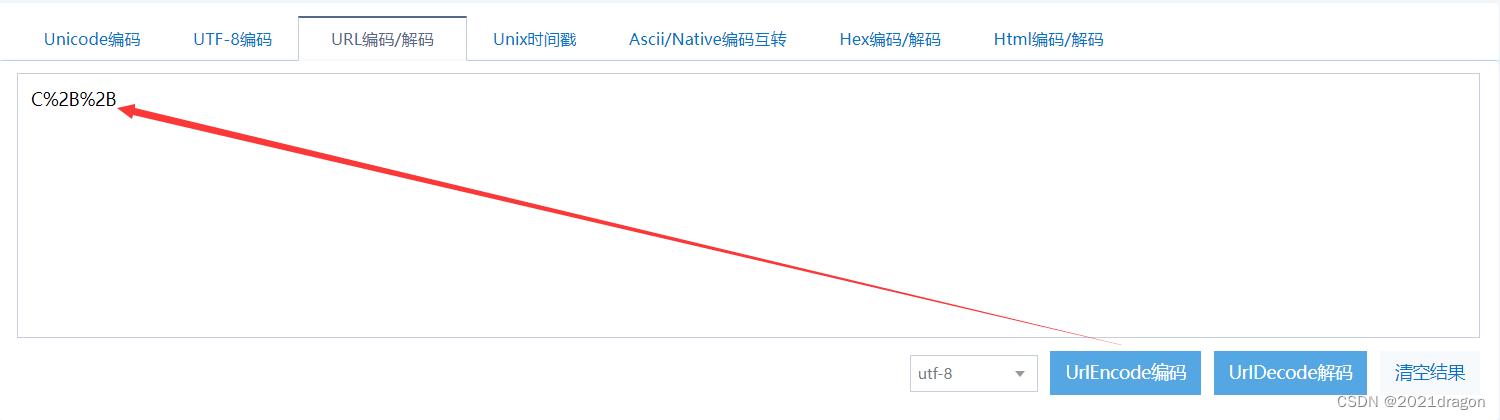 Unicode编码 UTF-8编码 URL编码/解码 Unix时间戳 Ascii/Native编码互转 Hex编码/解码 Html编码/解码
C%2B%2B
utf-8 UrlEncode编码 UrlDecode解码 清空结果
CSDN @2021dragon